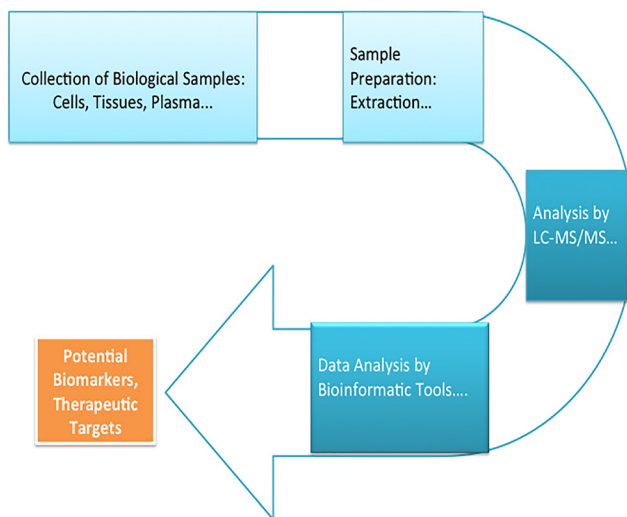 Collection of Biological Samples:
Cells, Tissues, Plasma...
Sample
Preparation:
Extraction...
Analysis by
LC-MS/MS...
Data Analysis by
Bioinformatic Tools....
Potential
Biomarkers,
Therapeutic
Targets